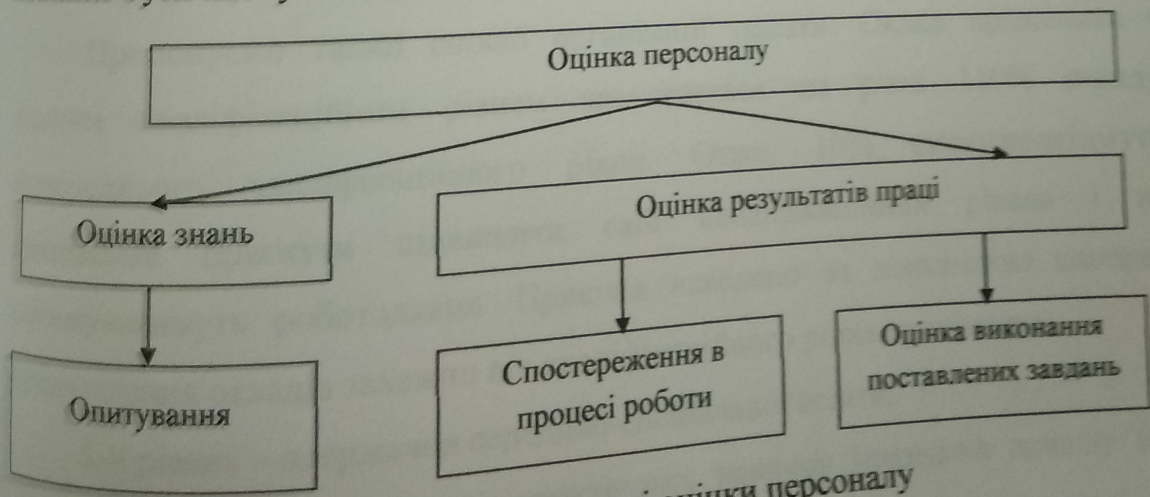 Оцінка персоналу
Оцінка знань
Оцінка результатів праці
Опитування
Спостереження в
процесі роботи
Оцінка виконання
поставлених завдань
оцінки персоналу